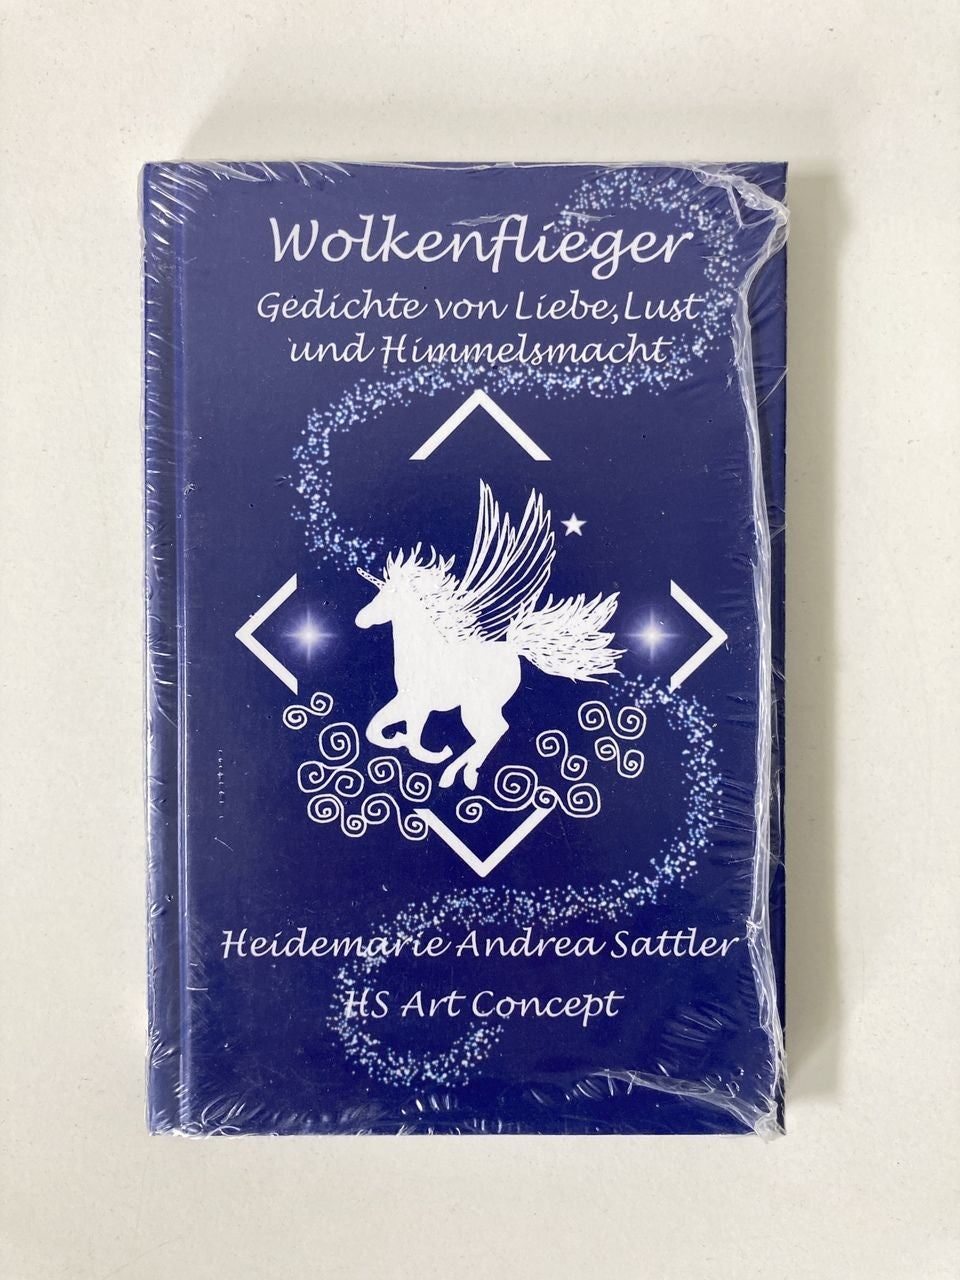 Wolkenflieger
Gedichte von Liebe, Lust
und Himmelsmacht
Heidemarie Andrea Sattler
HS Art Concept